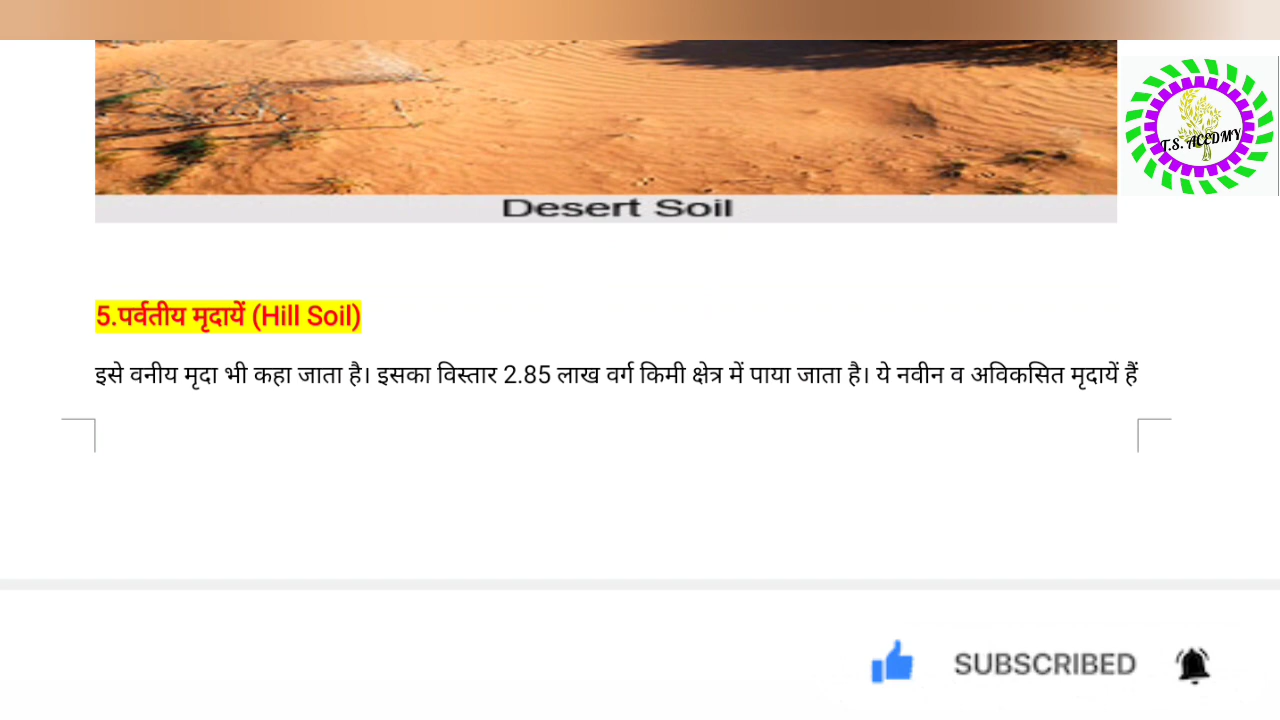 T.S. ACEDMY
Desert Soil
5.पर्वतीय मृदायें (Hill Soil)
इसे वनीय मृदा भी कहा जाता है। इसका विस्तार 2.85 लाख वर्ग किमी क्षेत्र में पाया जाता है। ये नवीन व अविकसित मृदायें हैं
SUBSCRIBED